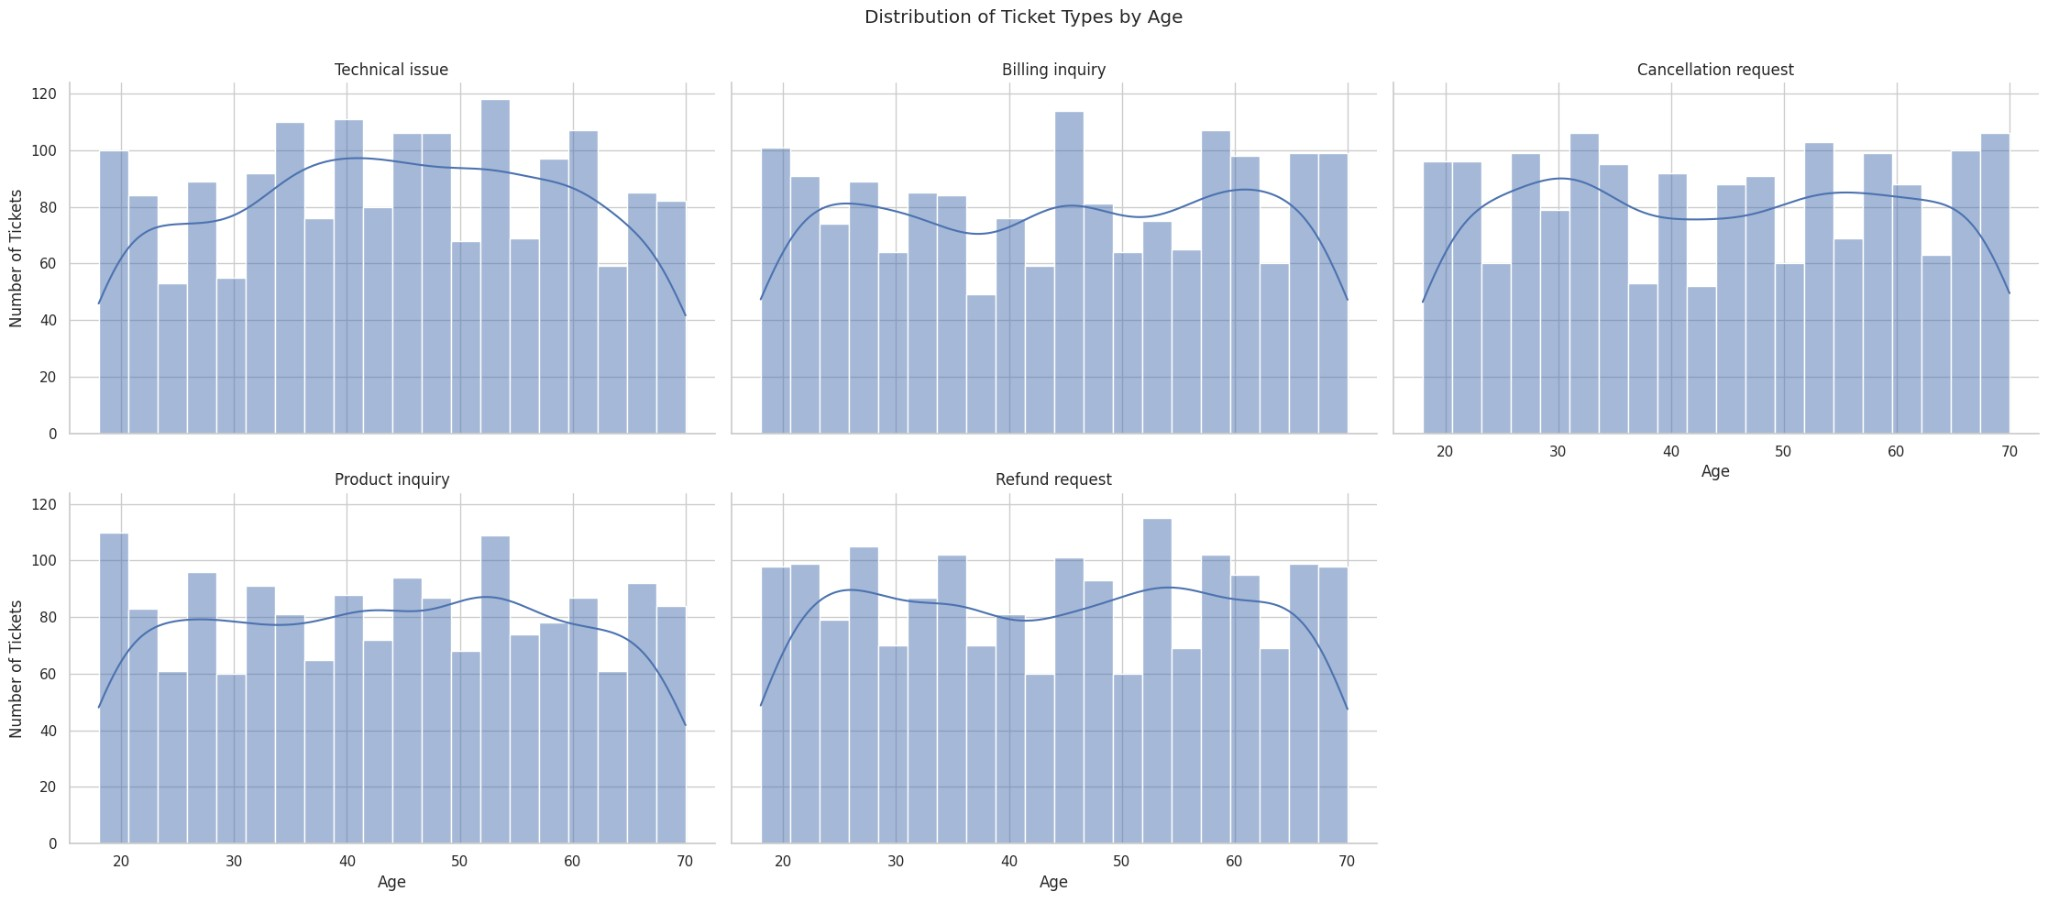 Distribution of Ticket Types by Age
Technical issue
Number of Tickets
120
100
80
60
40
20
0
Billing inquiry
Cancellation request
20 30 40 50 60 70
Age
Product inquiry
Number of Tickets
120
100
80
60
40
20
0
20 30 40 50 60 70
Age
Refund request
20 30 40 50 60 70
Age